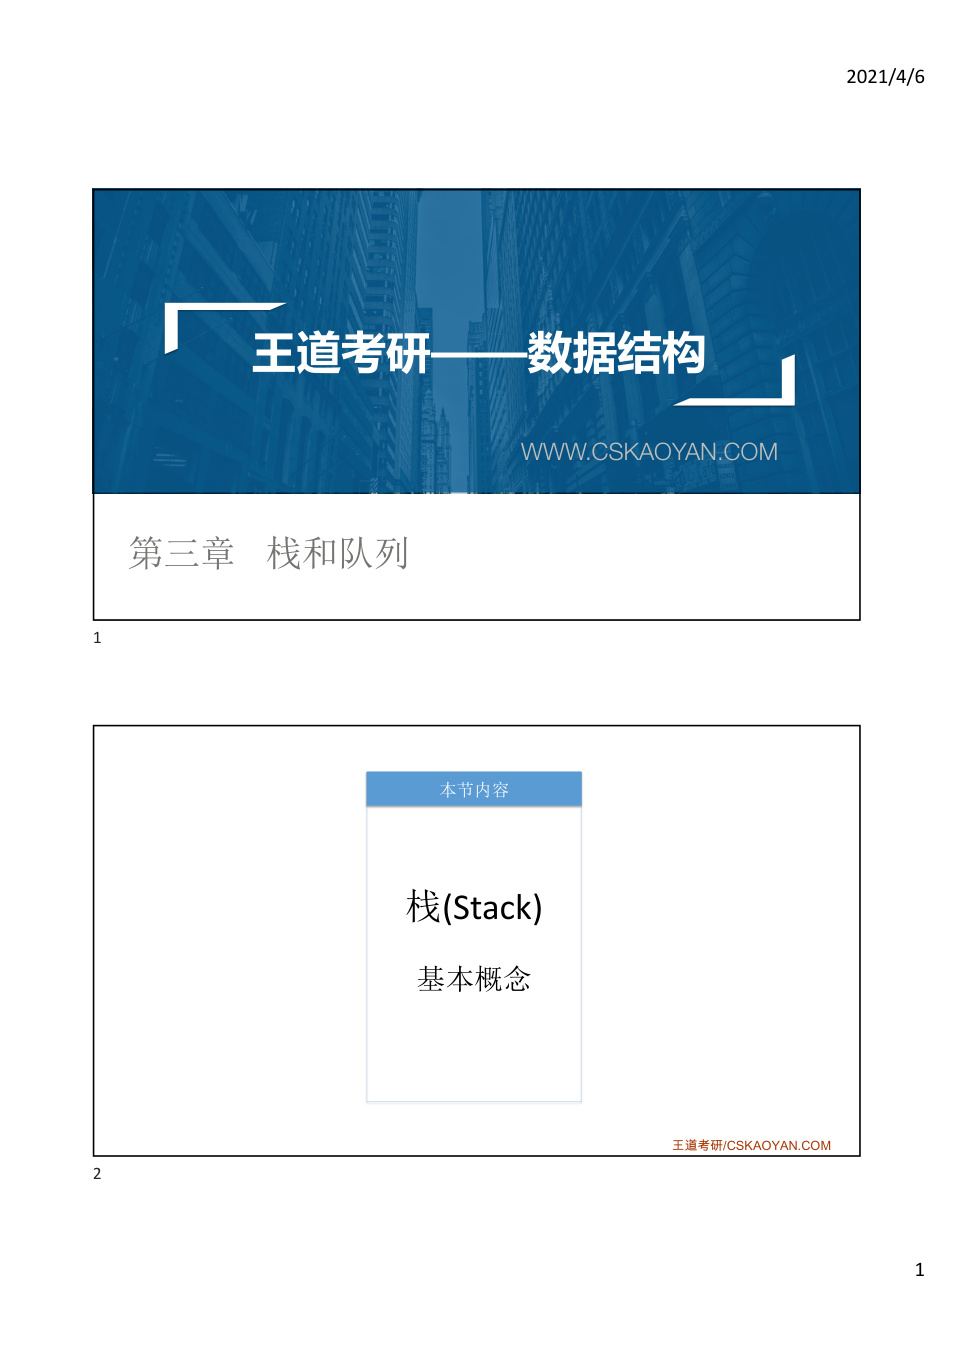 2021/4/6
王道考研——数据结构
WWW.CSKAOYAN.COM
第三章 栈和队列
1
本节内容
栈(Stack)
基本概念
王道考研/CSKAOYAN.COM
2
1